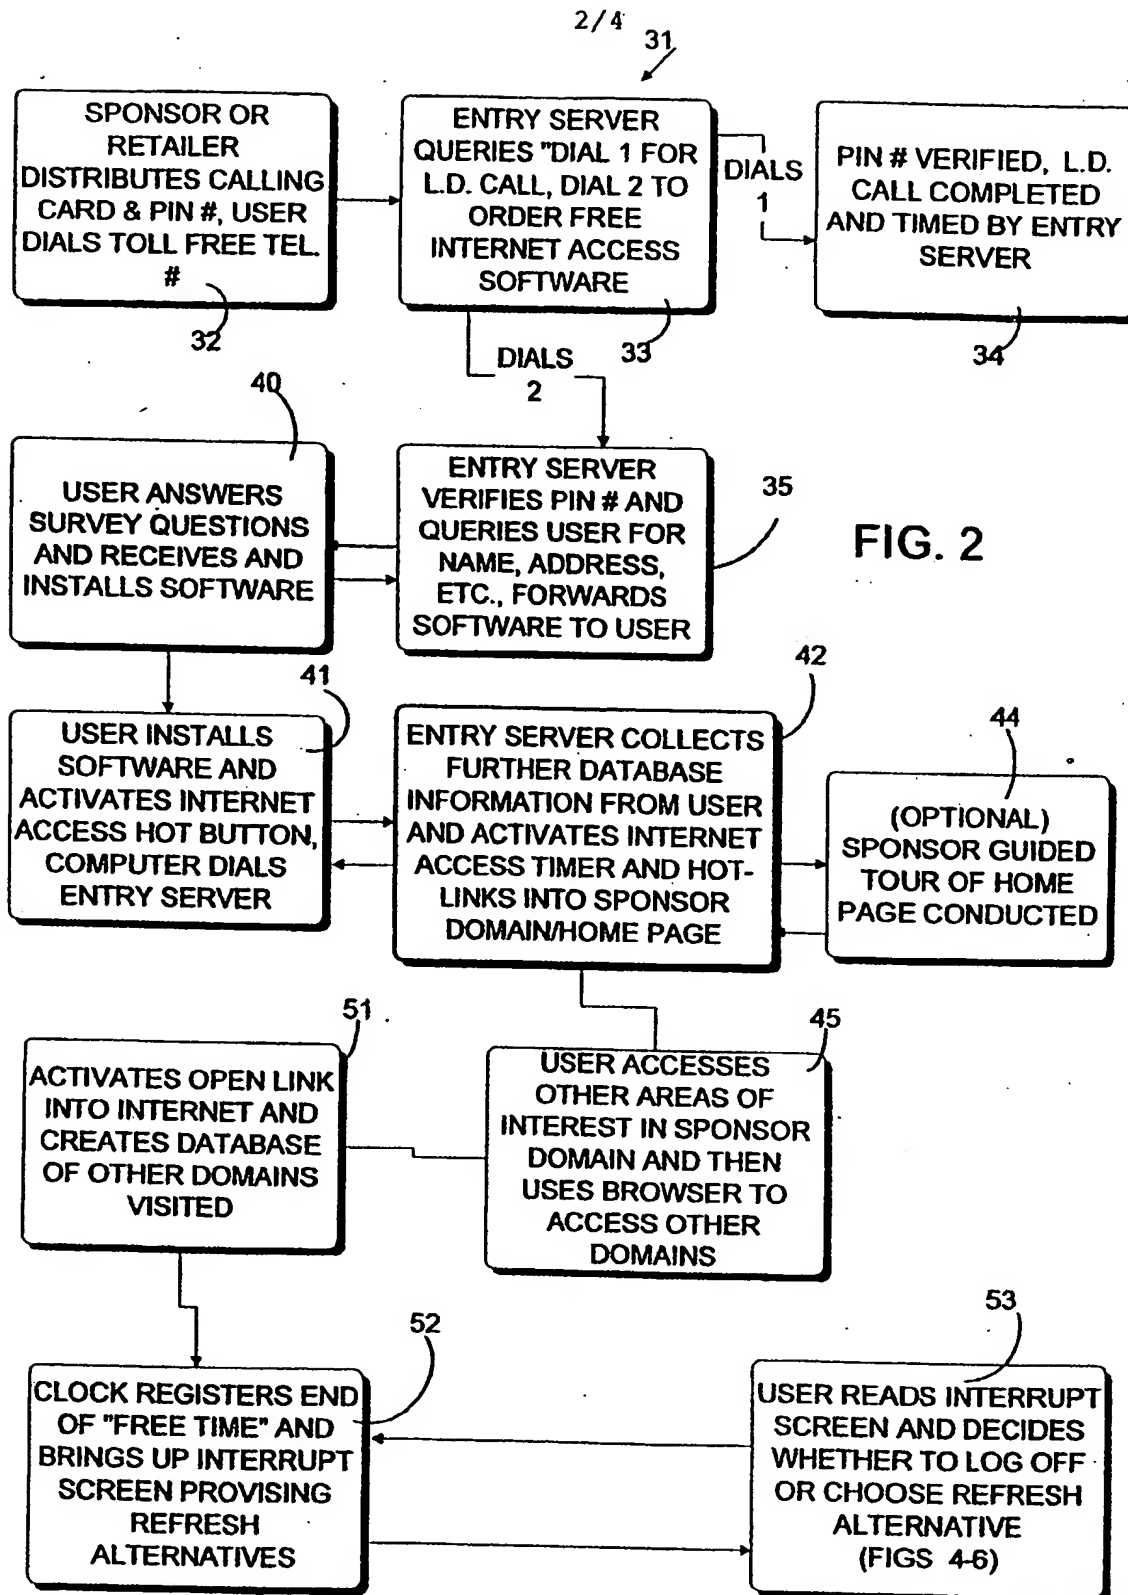 2/4
31
SPONSOR OR
RETAILER
DISTRIBUTES CALLING
CARD & PIN #, USER
DIALS TOLL FREE TEL.
#
32
ENTRY SERVER
QUERIES "DIAL 1 FOR
L.D. CALL, DIAL 2 TO
ORDER FREE
INTERNET ACCESS
SOFTWARE
33
DIALS
1
PIN # VERIFIED, L.D.
CALL COMPLETED
AND TIMED BY ENTRY
SERVER
34
DIALS
2
40
USER ANSWERS
SURVEY QUESTIONS
AND RECEIVES AND
INSTALLS SOFTWARE
ENTRY SERVER
VERIFIES PIN # AND
QUERIES USER FOR
NAME, ADDRESS,
ETC., FORWARDS
SOFTWARE TO USER
35
FIG. 2
41
USER INSTALLS
SOFTWARE AND
ACTIVATES INTERNET
ACCESS HOT BUTTON,
COMPUTER DIALS
ENTRY SERVER
42
ENTRY SERVER COLLECTS
FURTHER DATABASE
INFORMATION FROM USER
AND ACTIVATES INTERNET
ACCESS TIMER AND HOT-
LINKS INTO SPONSOR
DOMAIN/HOME PAGE
44
(OPTIONAL)
SPONSOR GUIDED
TOUR OF HOME
PAGE CONDUCTED
51
ACTIVATES OPEN LINK
INTO INTERNET AND
CREATES DATABASE
OF OTHER DOMAINS
VISITED
45
USER ACCESSES
OTHER AREAS OF
INTEREST IN SPONSOR
DOMAIN AND THEN
USES BROWSER TO
ACCESS OTHER
DOMAINS
52
CLOCK REGISTERS END
OF "FREE TIME" AND
BRINGS UP INTERRUPT
SCREEN PROVISING
REFRESH
ALTERNATIVES
53
USER READS INTERRUPT
SCREEN AND DECIDES
WHETHER TO LOG OFF
OR CHOOSE REFRESH
ALTERNATIVE
(FIGS 4-6)